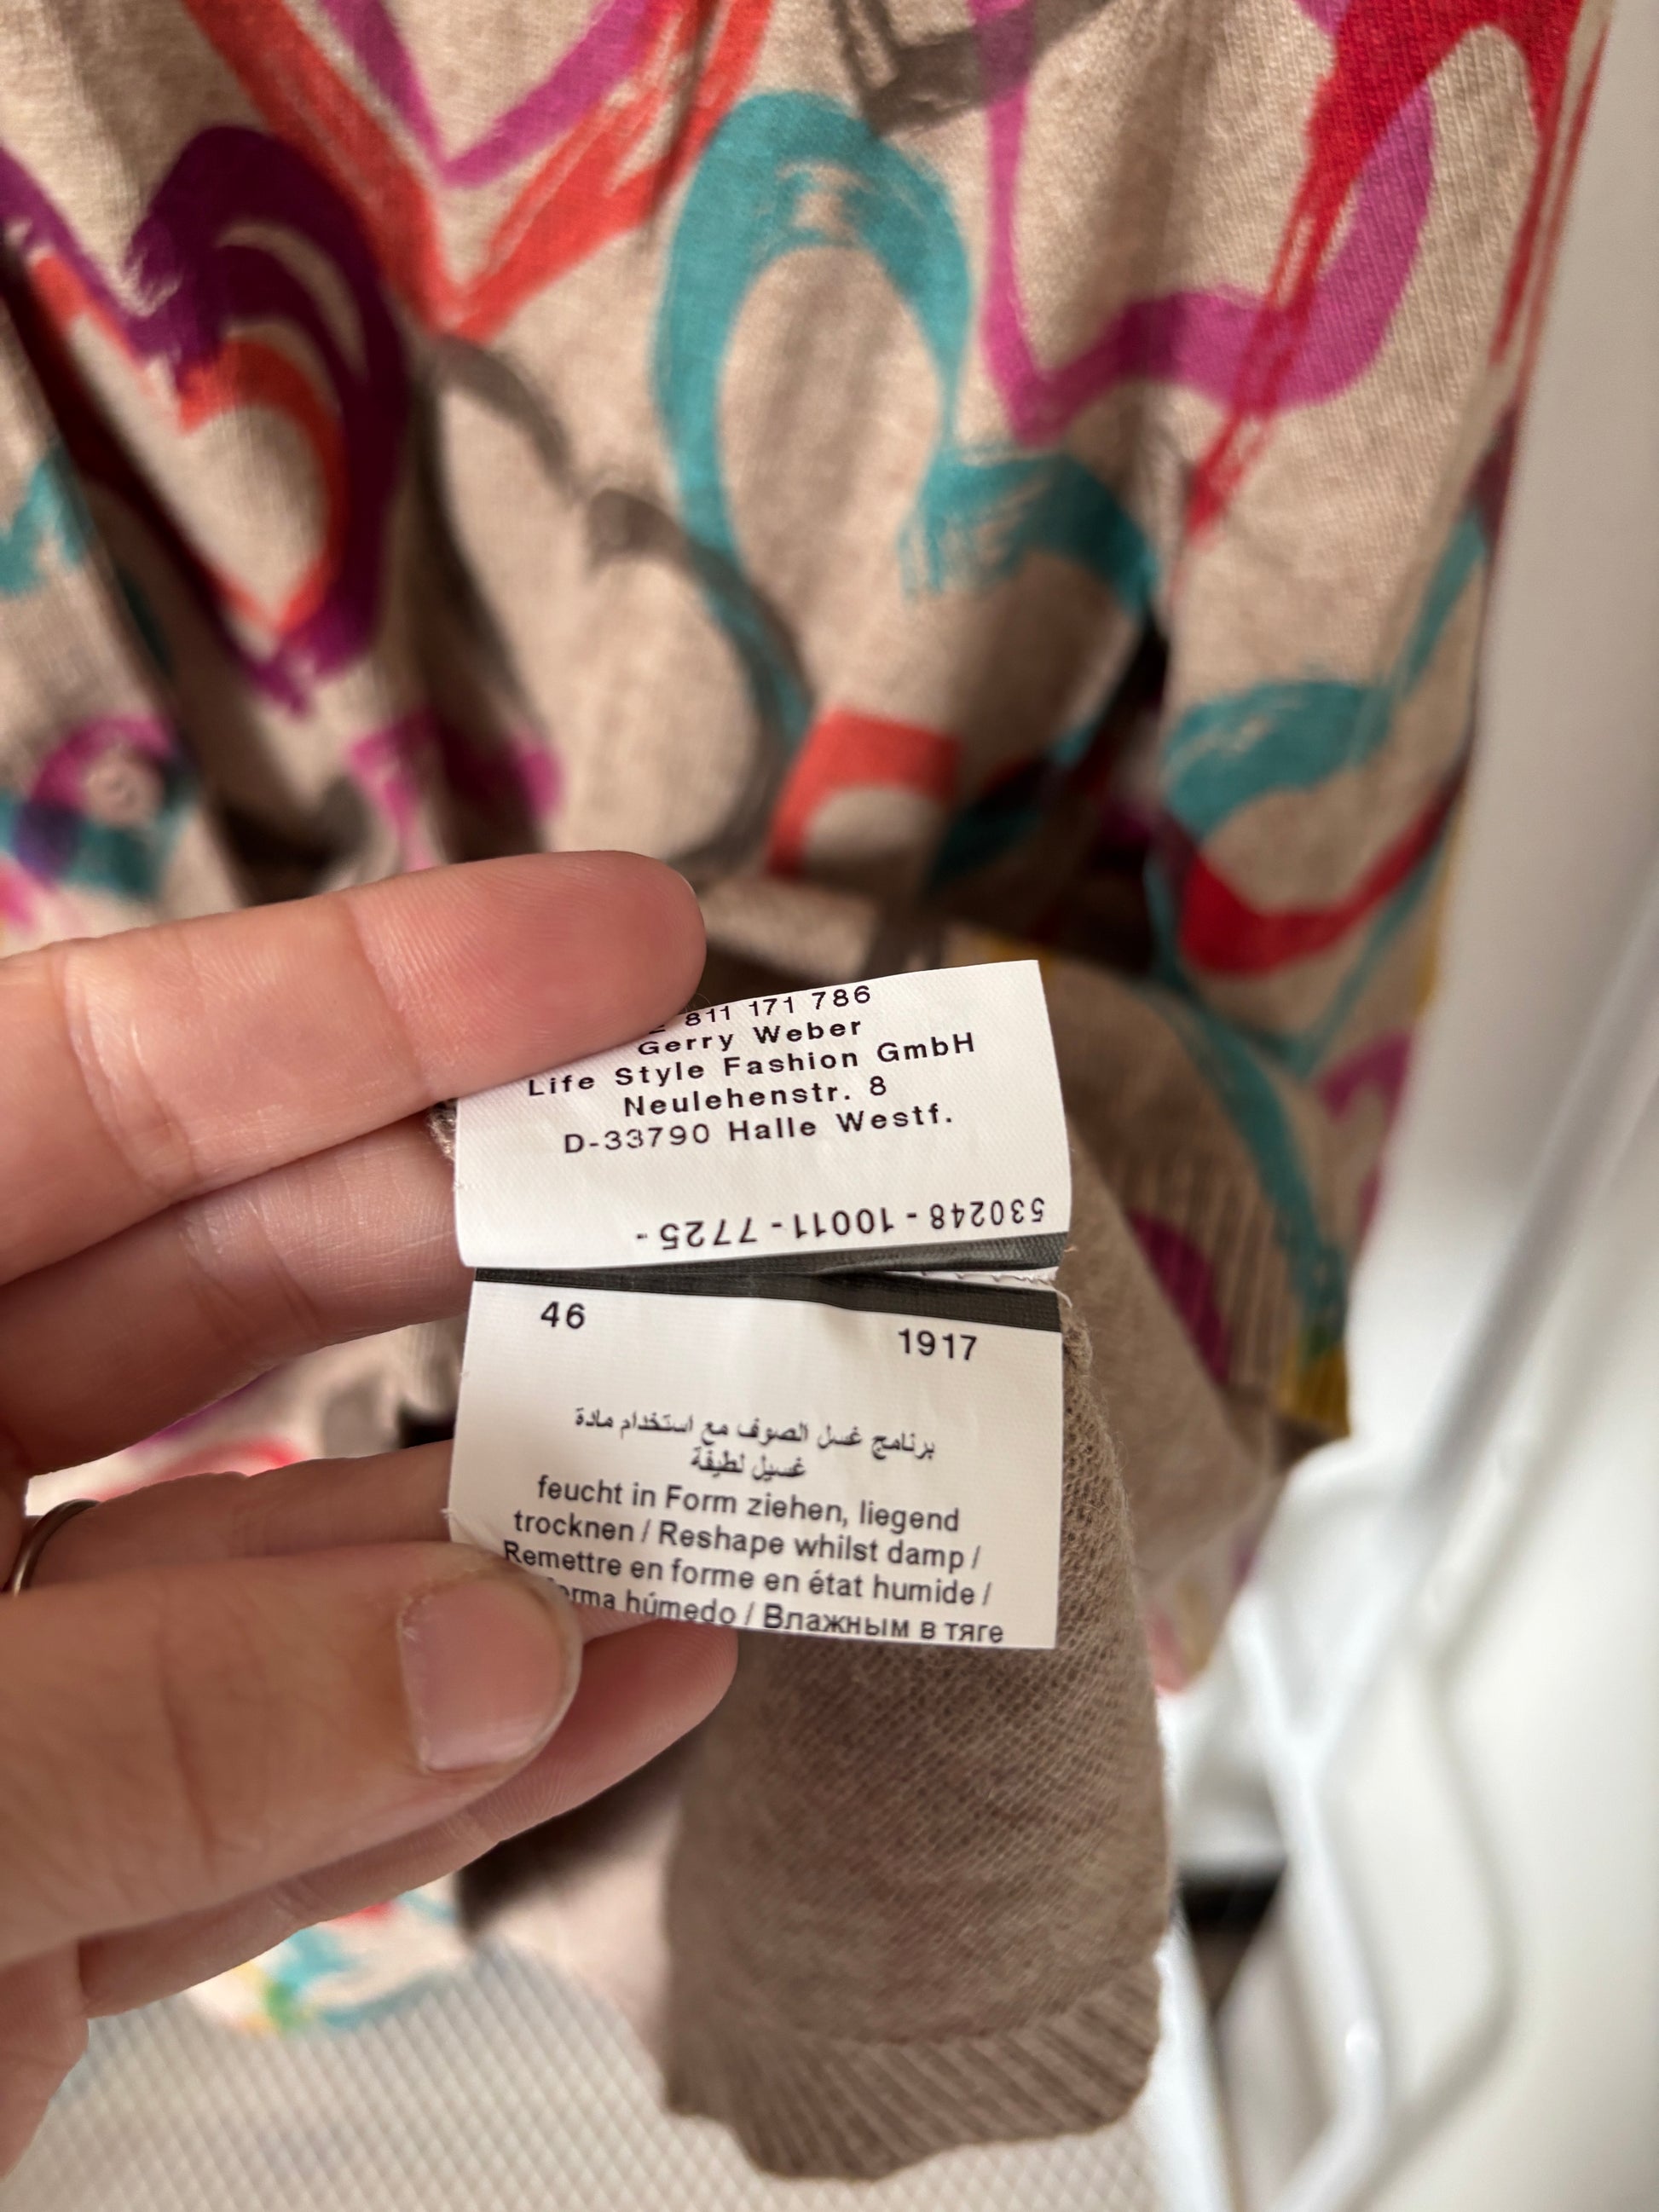 811 171 786
Gerry Weber
Life Style Fashion GmbH
Neulehenstr. 8
D-33790 Halle Westf.
530248 - 10011 - 7725 -
46
1917
برنامج غسل الصوف مع استخدام مادة
غسيل لطيفة
feucht in Form ziehen, liegend
trocknen / Reshape whilst damp /
Remettre en forme en état humide /
húmedo / Влажным в тяге